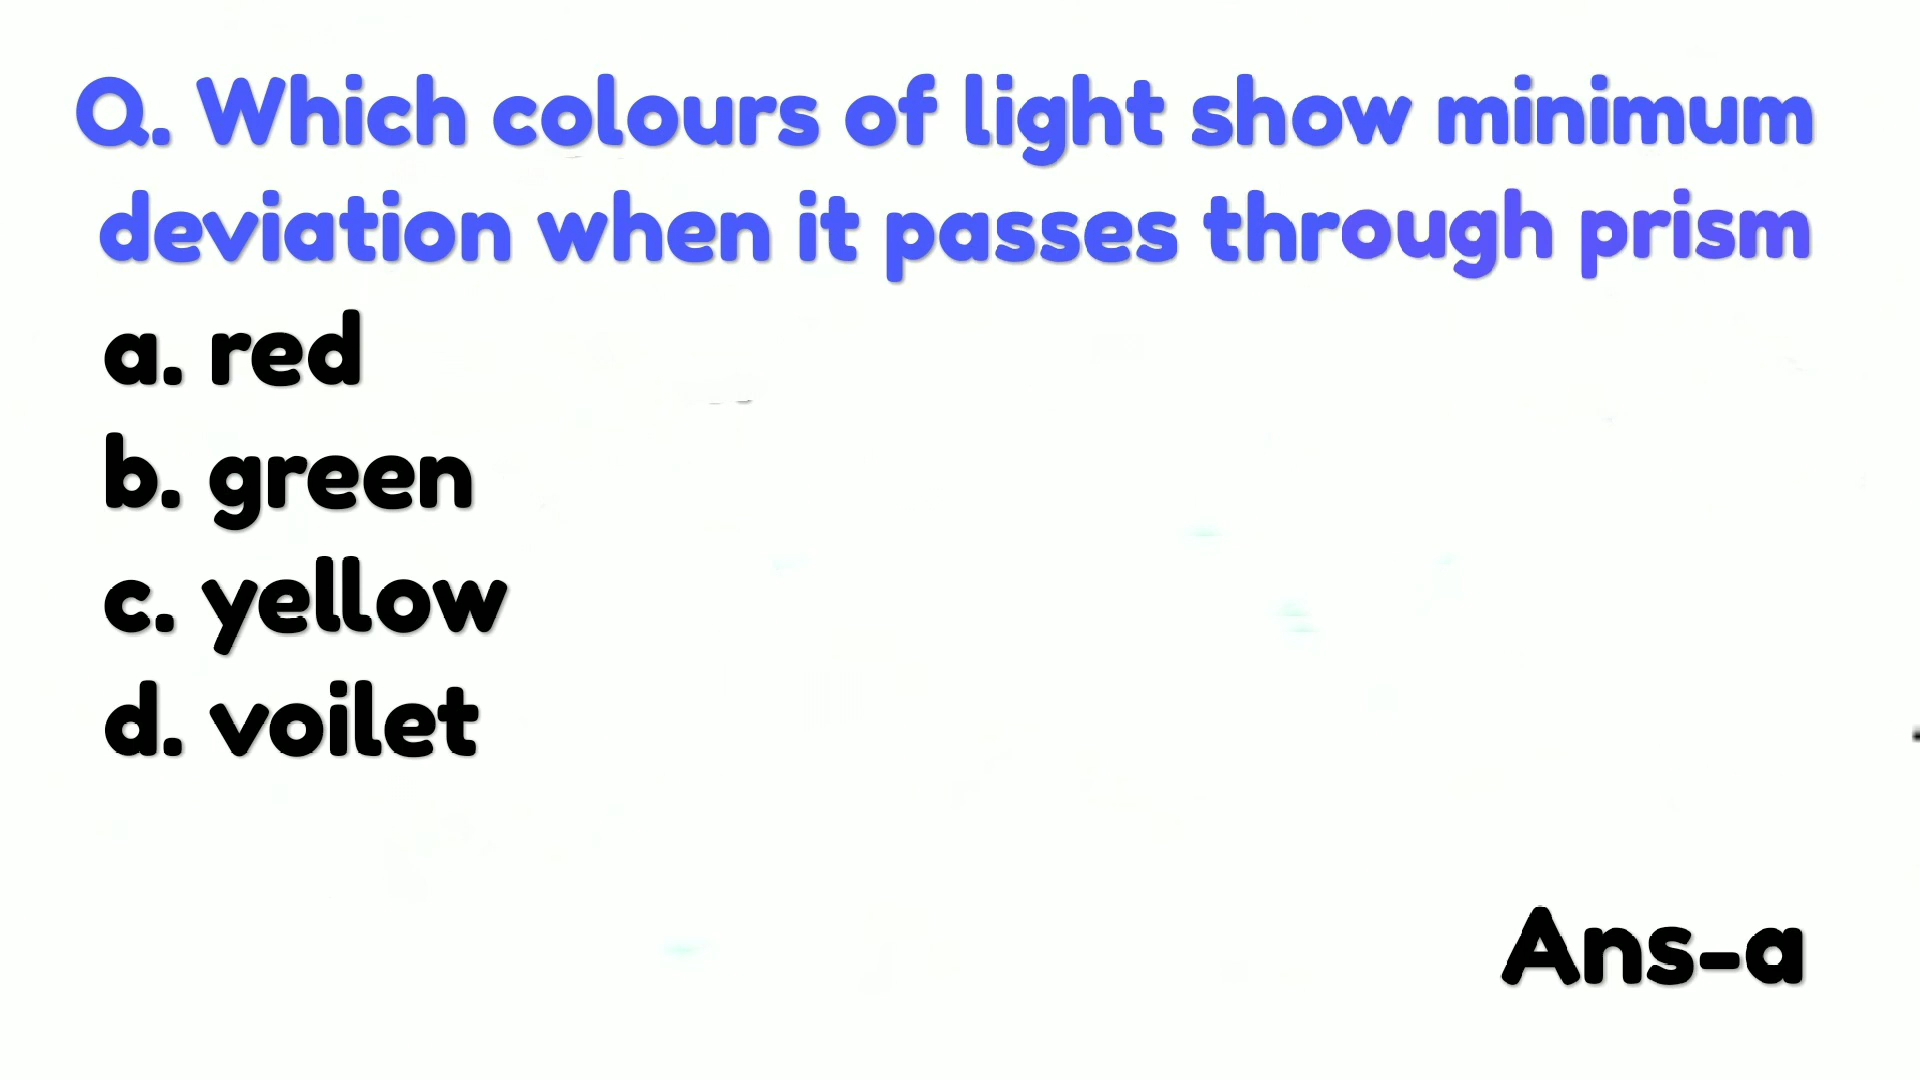 Q. Which colours of light show minimum
deviation when it passes through prism
a. red
b. green
c. yellow
d. voilet
Ans-a